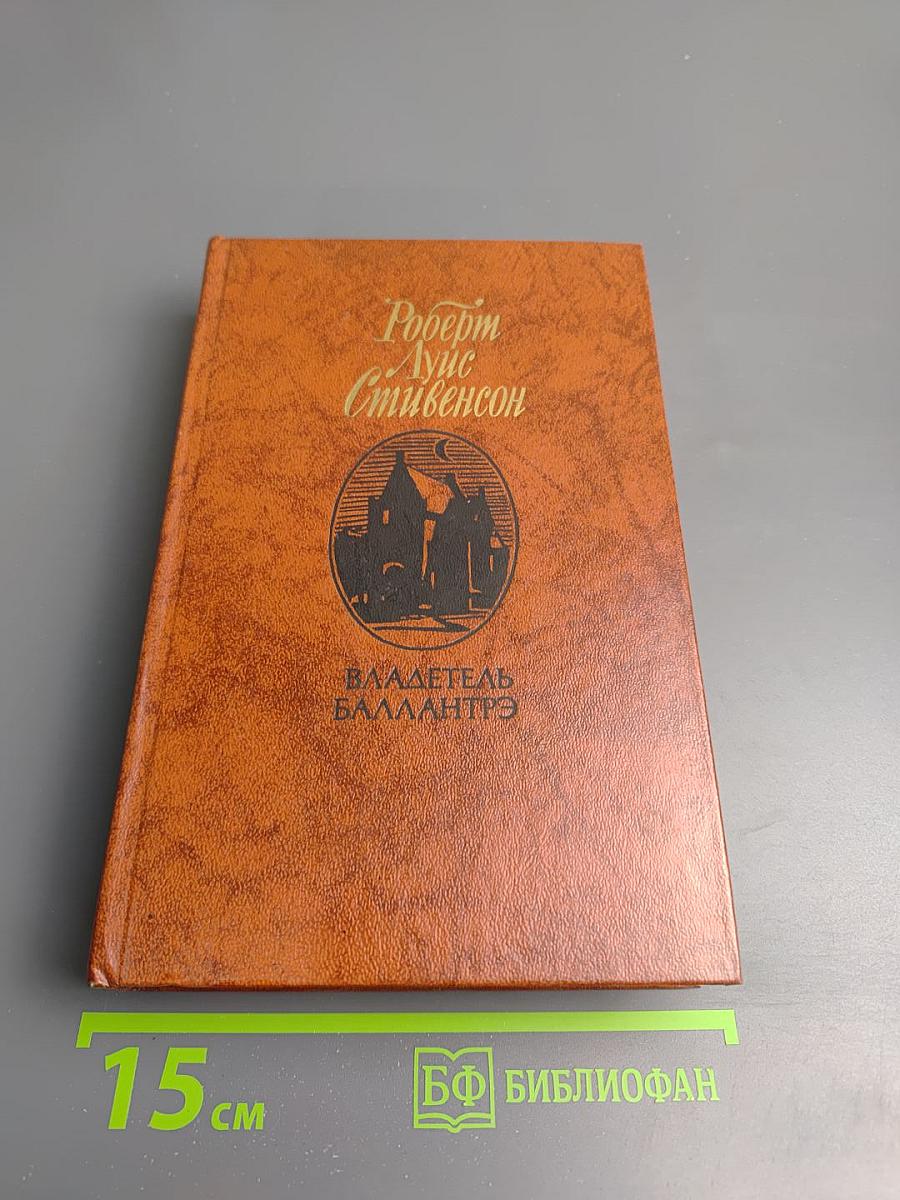 Роберт
Луис
Стивенсон
ВЛАДЕТЕЛЬ
БАЛЛАНТРЭ
15 см
БФ БИБЛИОФАН